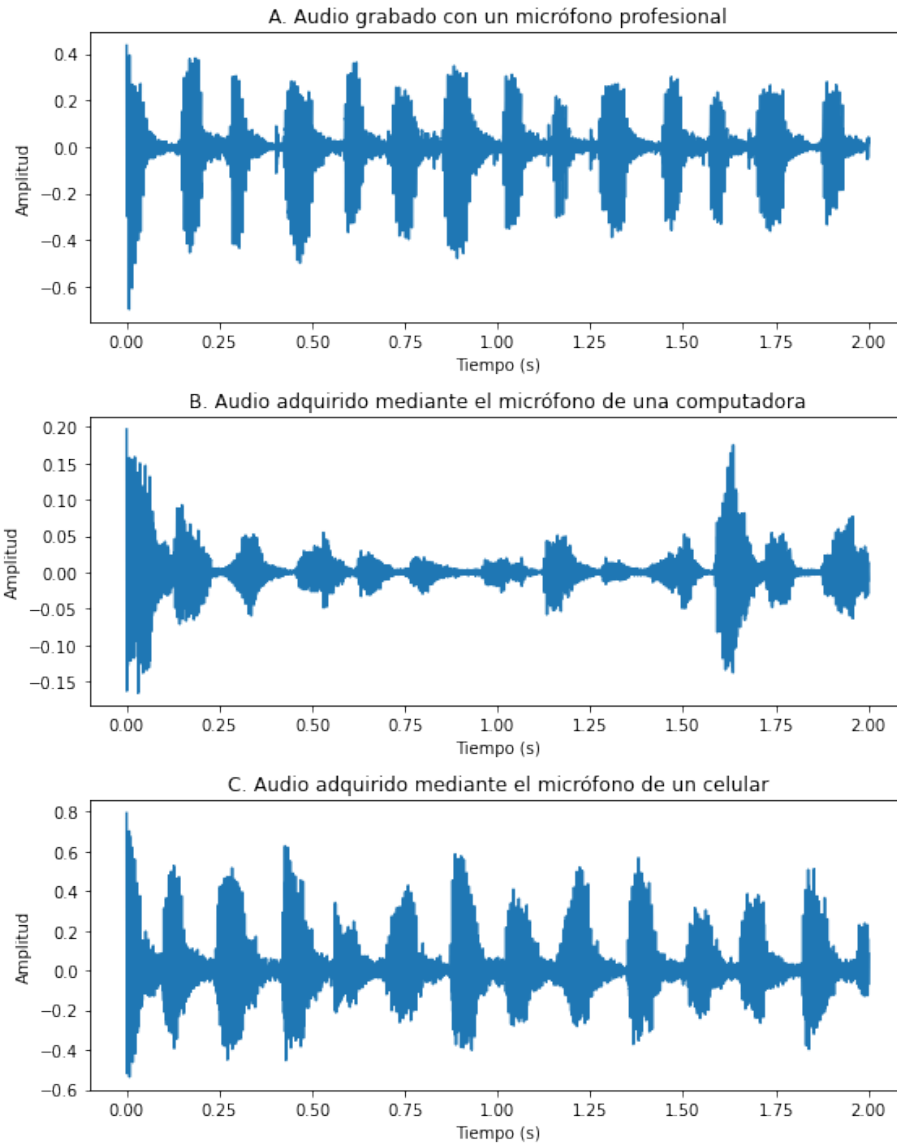 A. Audio grabado con un micrófono profesional
0.4
0.2
0.0
−0.2
−0.4
−0.6
Amplitud
0.00 0.25 0.50 0.75 1.00 1.25 1.50 1.75 2.00
Tiempo (s)
B. Audio adquirido mediante el micrófono de una computadora
0.20
0.15
0.10
0.05
0.00
−0.05
−0.10
−0.15
Amplitud
0.00 0.25 0.50 0.75 1.00 1.25 1.50 1.75 2.00
Tiempo (s)
C. Audio adquirido mediante el micrófono de un celular
0.8
0.6
0.4
0.2
0.0
−0.2
−0.4
−0.6
Amplitud
0.00 0.25 0.50 0.75 1.00 1.25 1.50 1.75 2.00
Tiempo (s)